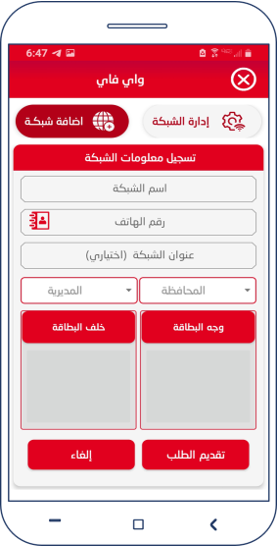 6:47
واي فاي
إدارة الشبكة
اضافة شبكـة
تسجيل معلومات الشبكة
اسم الشبكة
رقم الهاتف
عنوان الشبكة (اختياري)
المحافظة
المديرية
وجه البطاقة
خلف البطاقة
تقديم الطلب
إلغاء